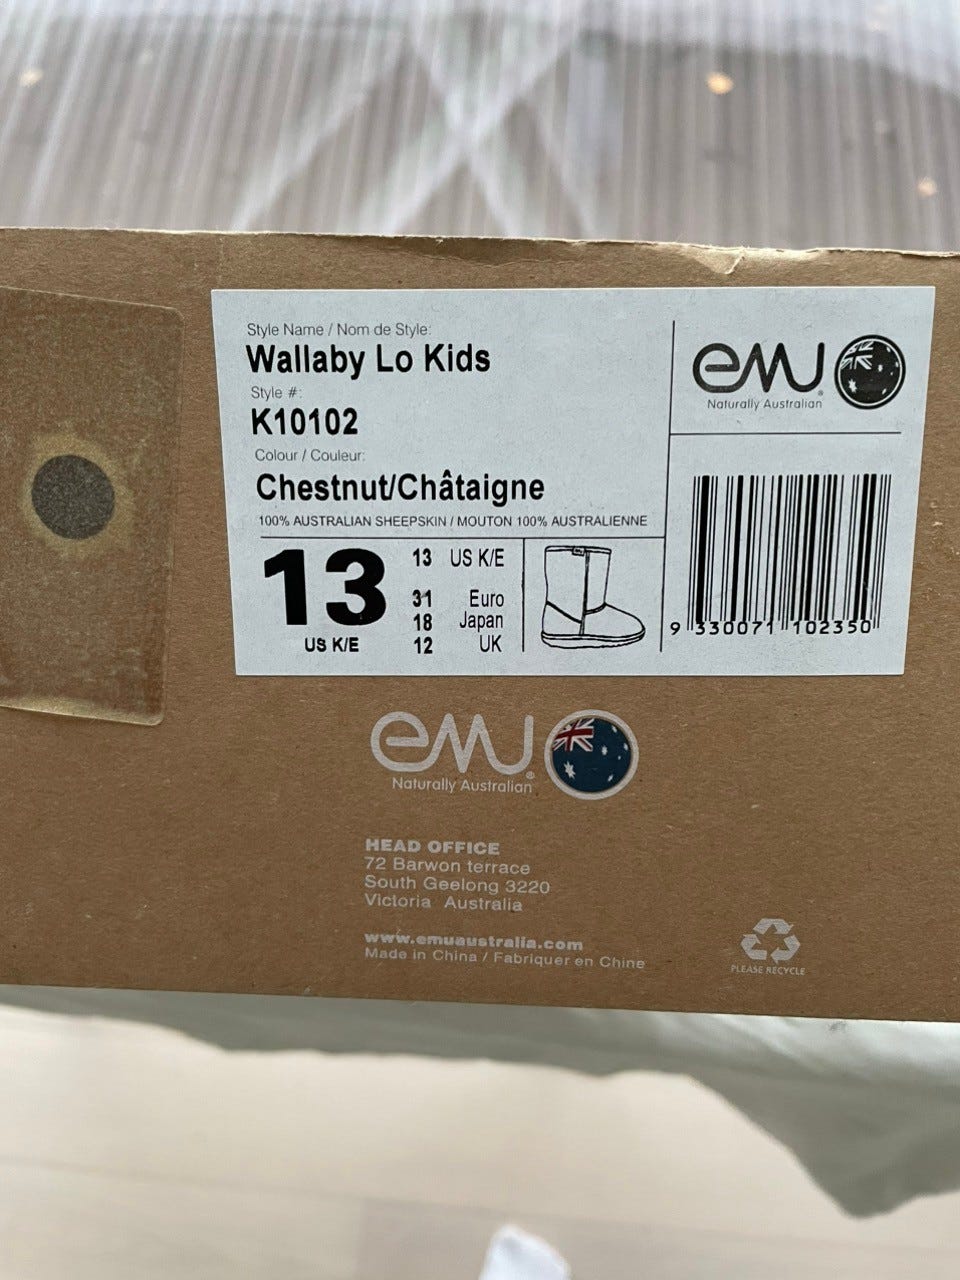 Style Name / Nom de Style:
Wallaby Lo Kids
Style #:
K10102
Colour / Couleur:
Chestnut/Châtaigne
100% AUSTRALIAN SHEEPSKIN / MOUTON 100% AUSTRALIENNE
13
US K/E
13 US K/E
31 Euro
18 Japan
12 UK
emu
®
Naturally Australian
9 330071 102350
emu
®
Naturally Australian
HEAD OFFICE
72 Barwon terrace
South Geelong 3220
Victoria Australia
www.emuaustralia.com
Made in China / Fabriquer en Chine
PLEASE RECYCLE